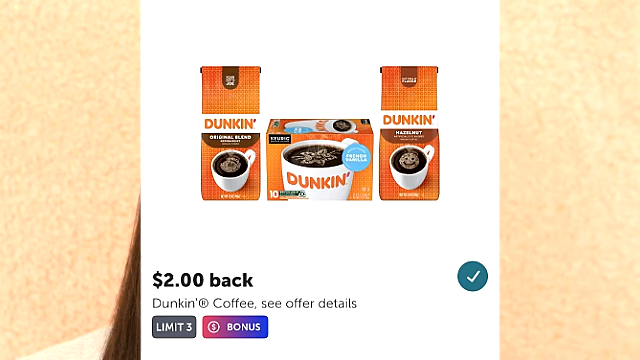 DUNKIN'
ORIGINAL BLEND
KEURIG
FRENCH
VANILLA
DUNKIN'
10
DUNKIN'
HAZELNUT
$2.00 back
Dunkin'® Coffee, see offer details
LIMIT 3
BONUS